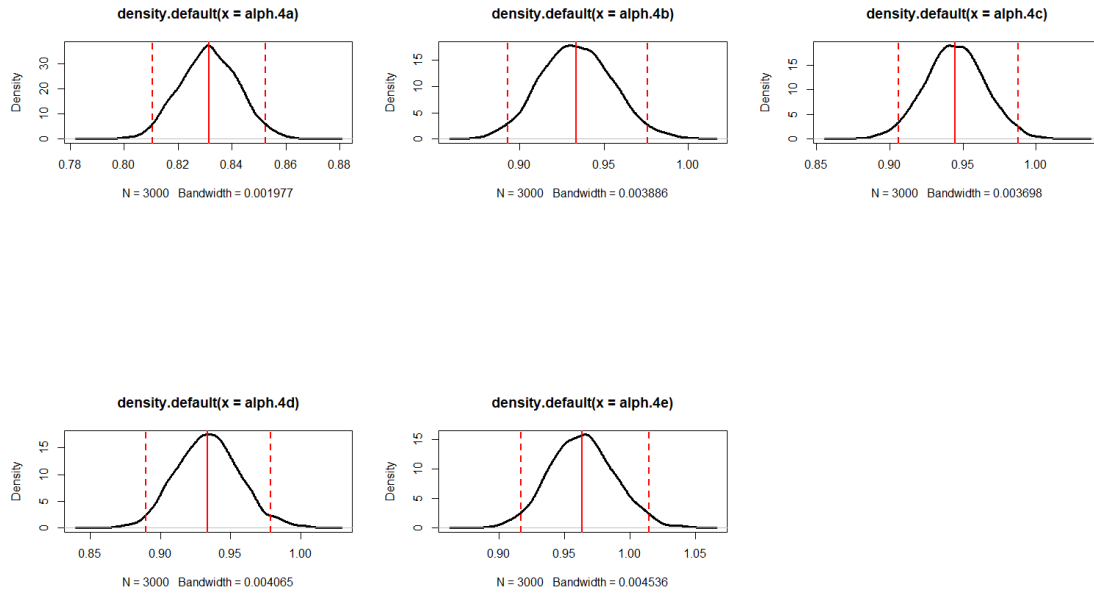 density.default(x = alph.4a)
Density
0 10 20 30
0.78 0.80 0.82 0.84 0.86 0.88
N = 3000 Bandwidth = 0.001977
density.default(x = alph.4b)
Density
0 5 10 15
0.90 0.95 1.00
N = 3000 Bandwidth = 0.003886
density.default(x = alph.4c)
Density
0 5 10 15
0.85 0.90 0.95 1.00
N = 3000 Bandwidth = 0.003698
density.default(x = alph.4d)
Density
0 5 10 15
0.85 0.90 0.95 1.00
N = 3000 Bandwidth = 0.004065
density.default(x = alph.4e)
Density
0 5 10 15
0.90 0.95 1.00 1.05
N = 3000 Bandwidth = 0.004536